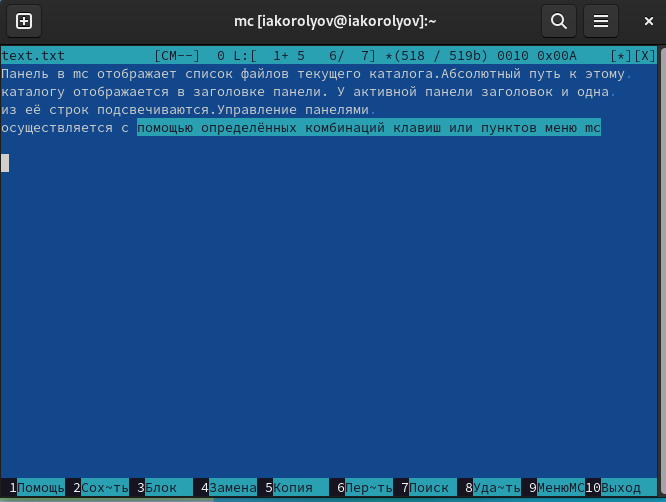 mc [iakorolyov@iakorolyov]:~
text.txt [CM--] 0 L:[ 1+ 5 6/ 7] *(518 / 519b) 0010 0x00A [*][X]
Панель в mc отображает список файлов текущего каталога.Абсолютный путь к этому.
каталогу отображается в заголовке панели. У активной панели заголовок и одна.
из её строк подсвечиваются.Управление панелями.
осуществляется с помощью определённых комбинаций клавиш или пунктов меню mc
1Помощь 2Сох~ть 3Блок 4Замена 5Копия 6Пер~ть 7Поиск 8Уда~ть 9МенюMC 10Выход